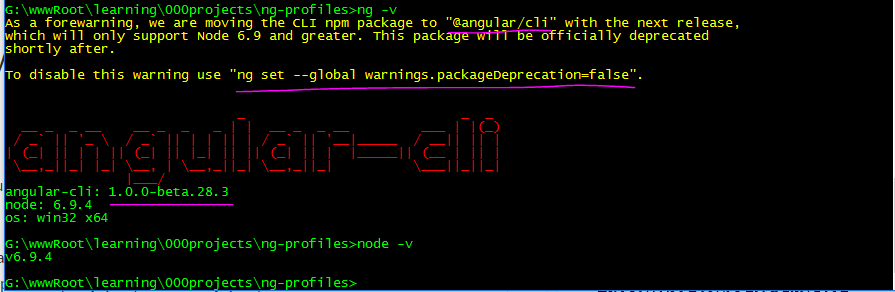 G:\wwwRoot\learning\000projects\ng-profiles>ng -v
As a forewarning, we are moving the CLI npm package to "@angular/cli" with the next release,
which will only support Node 6.9 and greater. This package will be officially deprecated
shortly after.
To disable this warning use "ng set --global warnings.packageDeprecation=false".
angular-cli
angular-cli: 1.0.0-beta.28.3
node: 6.9.4
os: win32 x64
G:\wwwRoot\learning\000projects\ng-profiles>node -v
v6.9.4
G:\wwwRoot\learning\000projects\ng-profiles>